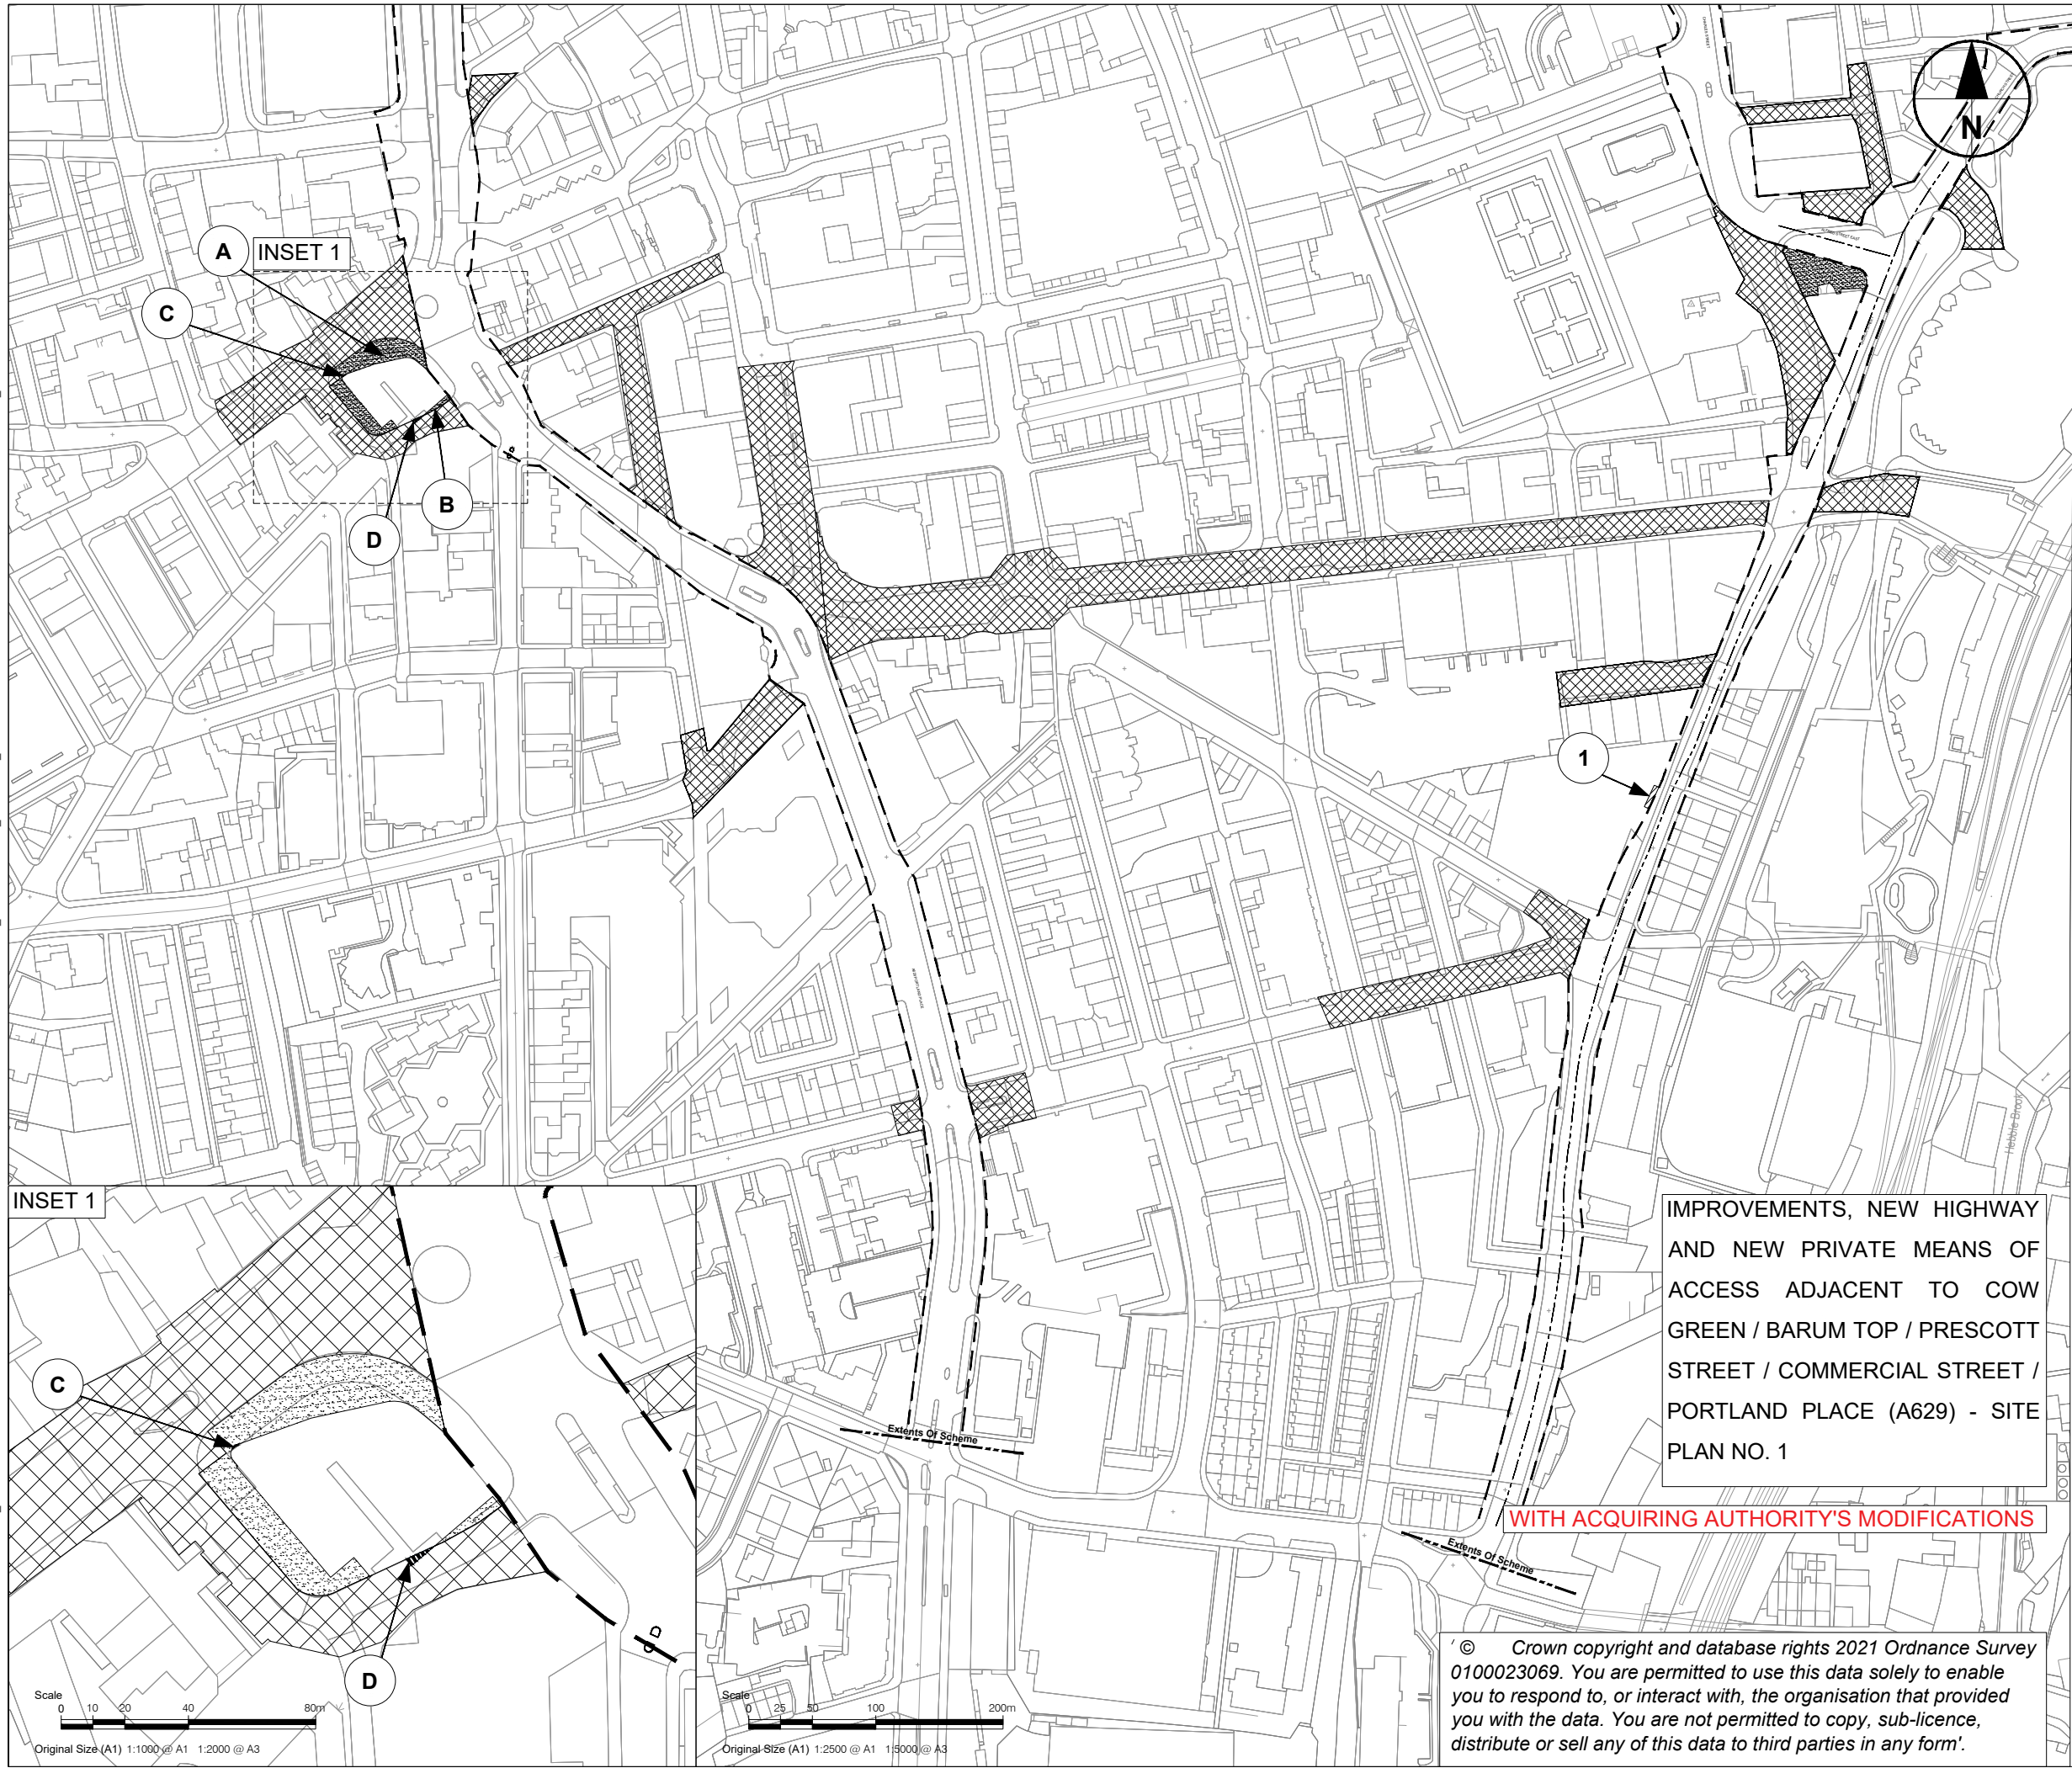 N
A
INSET 1
C
B
D
1
INSET 1
C
D
Scale
0 10 20 40 80m
Original Size (A1) 1:1000 @ A1 1:2000 @ A3
Scale
0 25 50 100 200m
Original Size (A1) 1:2500 @ A1 1:5000 @ A3
Extents Of Scheme
Extents Of Scheme
Hebble Brook
IMPROVEMENTS, NEW HIGHWAY
AND NEW PRIVATE MEANS OF
ACCESS ADJACENT TO COW
GREEN / BARUM TOP / PRESCOTT
STREET / COMMERCIAL STREET /
PORTLAND PLACE (A629) - SITE
PLAN NO. 1
WITH ACQUIRING AUTHORITY'S MODIFICATIONS
' © Crown copyright and database rights 2021 Ordnance Survey
0100023069. You are permitted to use this data solely to enable
you to respond to, or interact with, the organisation that provided
you with the data. You are not permitted to copy, sub-licence,
distribute or sell any of this data to third parties in any form'.